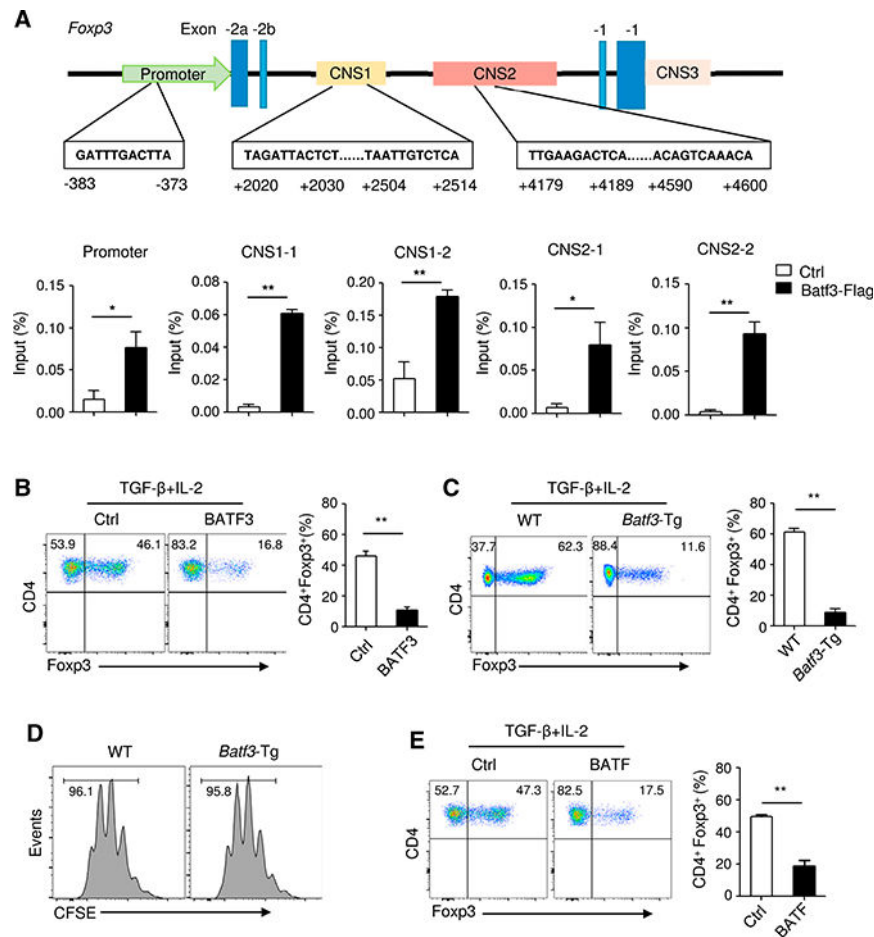 A
Foxp3 Exon -2a -2b -1 -1
Promoter CNS1 CNS2 CNS3
GATTTGACTTA TAGATTACTCT......TAATTGTCTCA TTGAAGACTCA......ACAGTCAAACA
-383 -373 +2020 +2030 +2504 +2514 +4179 +4189 +4590 +4600
Promoter CNS1-1 CNS1-2 CNS2-1 CNS2-2
Ctrl
Batf3-Flag
Input (%) 0.15 0.10 0.05 0.00 *
Input (%) 0.08 0.06 0.04 0.02 0.00 **
Input (%) 0.20 0.15 0.10 0.05 0.00 **
Input (%) 0.15 0.10 0.05 0.00 *
Input (%) 0.15 0.10 0.05 0.00 **
B
TGF-β+IL-2
Ctrl BATF3
53.9 46.1 83.2 16.8
CD4
Foxp3
CD4+Foxp3+(%)
80
60
40
20
0
**
Ctrl BATF3
C
TGF-β+IL-2
WT Batf3-Tg
37.7 62.3 88.4 11.6
CD4
Foxp3
CD4+ Foxp3+ (%)
80
60
40
20
0
**
WT Batf3-Tg
D
WT Batf3-Tg
96.1 95.8
Events
CFSE
E
TGF-β+IL-2
Ctrl BATF
52.7 47.3 82.5 17.5
CD4
Foxp3
CD4+ Foxp3+ (%)
80
60
40
20
0
**
Ctrl BATF